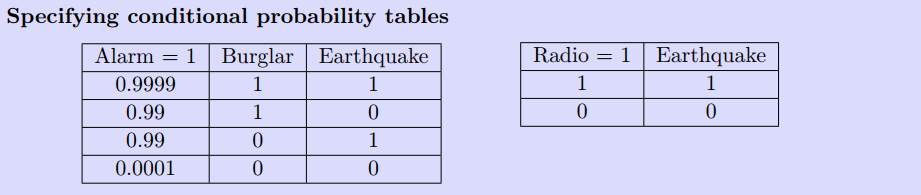 Specifying conditional probability tables
Alarm = 1 Burglar Earthquake
0.9999 1 1
0.99 1 0
0.99 0 1
0.0001 0 0
Radio = 1 Earthquake
1 1
0 0